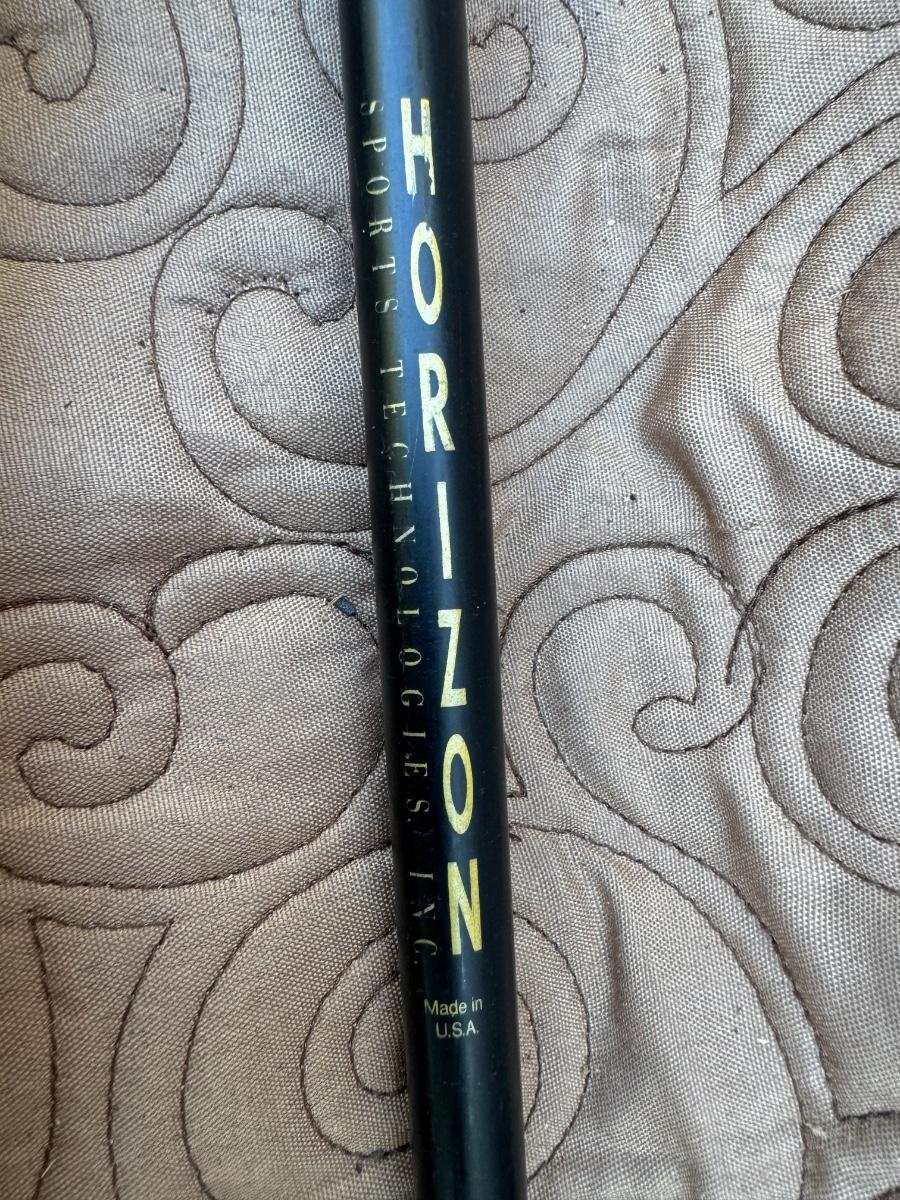 HORIZON
SPORTS TECHNOLOGIES, INC.
Made in
U.S.A.